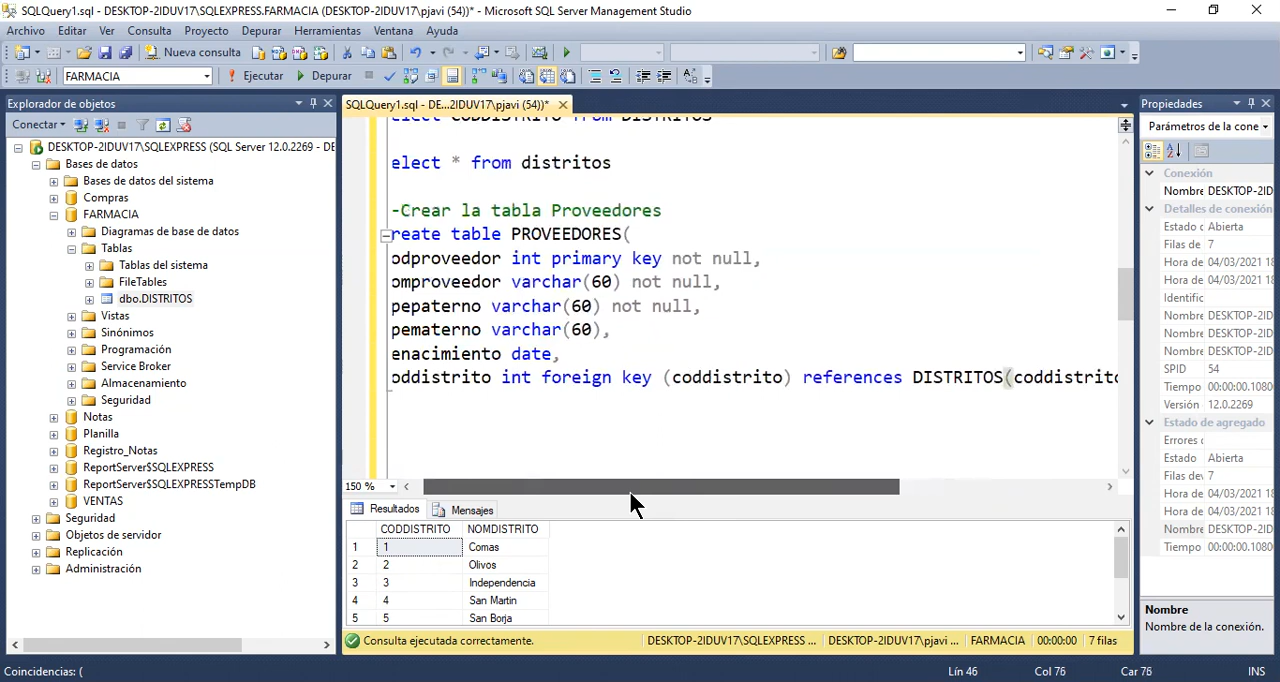 SQLQuery1.sql - DESKTOP-2IDUV17\SQLEXPRESS.FARMACIA (DESKTOP-2IDUV17\pjavi (54))* - Microsoft SQL Server Management Studio
Archivo Editar Ver Consulta Proyecto Depurar Herramientas Ventana Ayuda
Nueva consulta
FARMACIA Ejecutar Depurar
Explorador de objetos
Conectar
DESKTOP-2IDUV17\SQLEXPRESS (SQL Server 12.0.2269 - DE
Bases de datos
Bases de datos del sistema
Compras
FARMACIA
Diagramas de base de datos
Tablas
Tablas del sistema
FileTables
dbo.DISTRITOS
Vistas
Sinónimos
Programación
Service Broker
Almacenamiento
Seguridad
Notas
Planilla
Registro_Notas
ReportServer$SQLEXPRESS
ReportServer$SQLEXPRESSTempDB
VENTAS
Seguridad
Objetos de servidor
Replicación
Administración
SQLQuery1.sql - DE...2IDUV17\pjavi (54))*
elect CODDISTRITO from DISTRITOS
elect * from distritos
-Crear la tabla Proveedores
reate table PROVEEDORES(
odproveedor int primary key not null,
omproveedor varchar(60) not null,
pepaterno varchar(60) not null,
pematerno varchar(60),
enacimiento date,
oddistrito int foreign key (coddistrito) references DISTRITOS(coddistrito
150 %
Resultados Mensajes
CODDISTRITO NOMDISTRITO
1 1 Comas
2 2 Olivos
3 3 Independencia
4 4 San Martin
5 5 San Borja
Consulta ejecutada correctamente. DESKTOP-2IDUV17\SQLEXPRESS ... DESKTOP-2IDUV17\pjavi ... FARMACIA 00:00:00 7 filas
Propiedades
Parámetros de la cone
Conexión
Nombre DESKTOP-2ID
Detalles de conexión
Estado c Abierta
Filas de 7
Hora de 04/03/2021 18
Hora de 04/03/2021 18
Identific
Nombre DESKTOP-2ID
Nombre DESKTOP-2ID
Nombre DESKTOP-2ID
SPID 54
Tiempo 00:00:00.1080
Versión 12.0.2269
Estado de agregado
Errores c
Estado Abierta
Filas dev 7
Hora de 04/03/2021 18
Hora de 04/03/2021 18
Nombre DESKTOP-2ID
Tiempo 00:00:00.1080
Nombre
Nombre de la conexión.
Coincidencias: ( Lín 46 Col 76 Car 76 INS